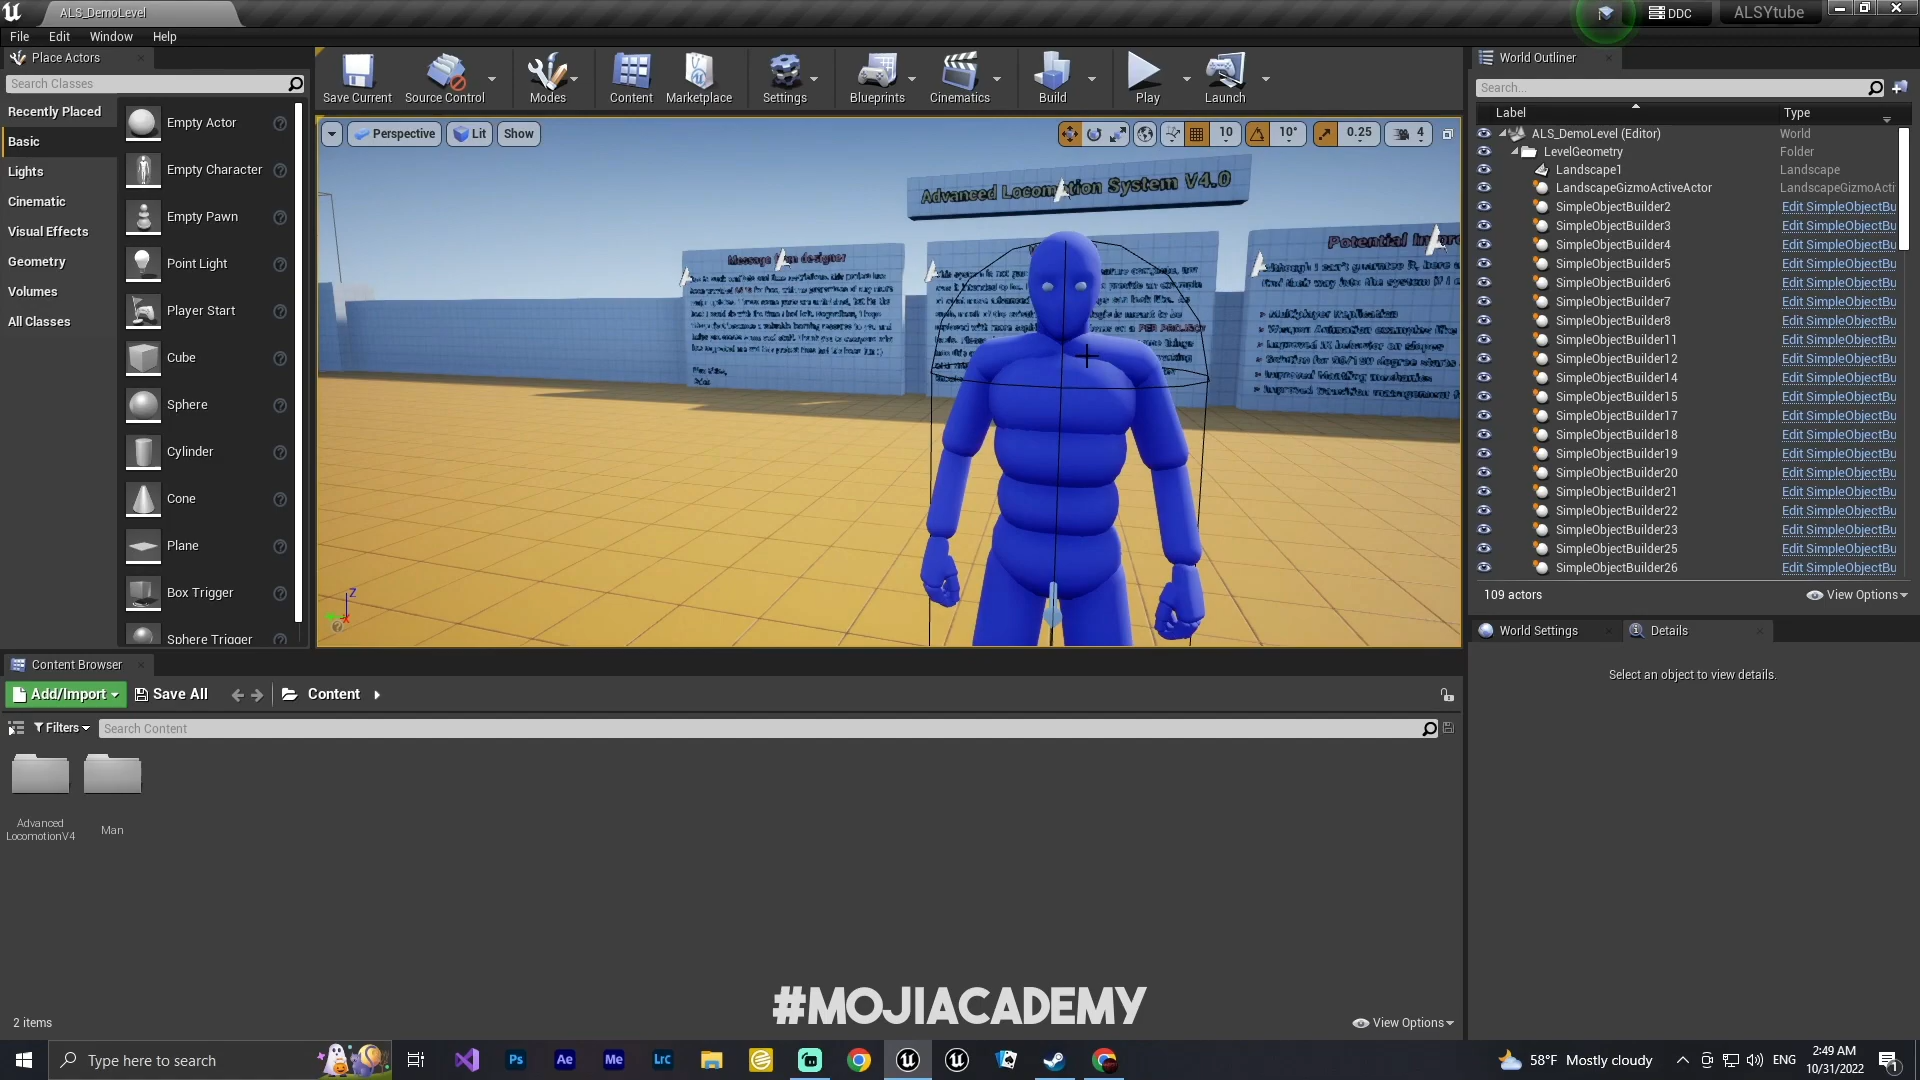 ALS_DemoLevel
DDC
ALSYtube
File Edit Window Help
Place Actors
Search Classes
Recently Placed
Basic
Lights
Cinematic
Visual Effects
Geometry
Volumes
All Classes
Empty Actor
Empty Character
Empty Pawn
Point Light
Player Start
Cube
Sphere
Cylinder
Cone
Plane
Box Trigger
Sphere Trigger
Save Current Source Control Modes Content Marketplace Settings Blueprints Cinematics Build Play Launch
Perspective Lit Show
10 10° 0.25 4
Advanced Locomotion System V4.0
Message from designer
Potential
World Outliner
Search...
Label Type
ALS_DemoLevel (Editor) World
LevelGeometry Folder
Landscape1 Landscape
LandscapeGizmoActiveActor LandscapeGizmoActi
SimpleObjectBuilder2 Edit SimpleObjectBu
SimpleObjectBuilder3 Edit SimpleObjectBu
SimpleObjectBuilder4 Edit SimpleObjectBu
SimpleObjectBuilder5 Edit SimpleObjectBu
SimpleObjectBuilder6 Edit SimpleObjectBu
SimpleObjectBuilder7 Edit SimpleObjectBu
SimpleObjectBuilder8 Edit SimpleObjectBu
SimpleObjectBuilder11 Edit SimpleObjectBu
SimpleObjectBuilder12 Edit SimpleObjectBu
SimpleObjectBuilder14 Edit SimpleObjectBu
SimpleObjectBuilder15 Edit SimpleObjectBu
SimpleObjectBuilder17 Edit SimpleObjectBu
SimpleObjectBuilder18 Edit SimpleObjectBu
SimpleObjectBuilder19 Edit SimpleObjectBu
SimpleObjectBuilder20 Edit SimpleObjectBu
SimpleObjectBuilder21 Edit SimpleObjectBu
SimpleObjectBuilder22 Edit SimpleObjectBu
SimpleObjectBuilder23 Edit SimpleObjectBu
SimpleObjectBuilder25 Edit SimpleObjectBu
SimpleObjectBuilder26 Edit SimpleObjectBu
109 actors View Options
World Settings Details
Select an object to view details.
Content Browser
Add/Import Save All Content
Filters Search Content
Advanced
LocomotionV4
Man
2 items
View Options
#MOJIACADEMY
Type here to search
Ps Ae Me LrC
58°F Mostly cloudy
ENG
2:49 AM
10/31/2022
1